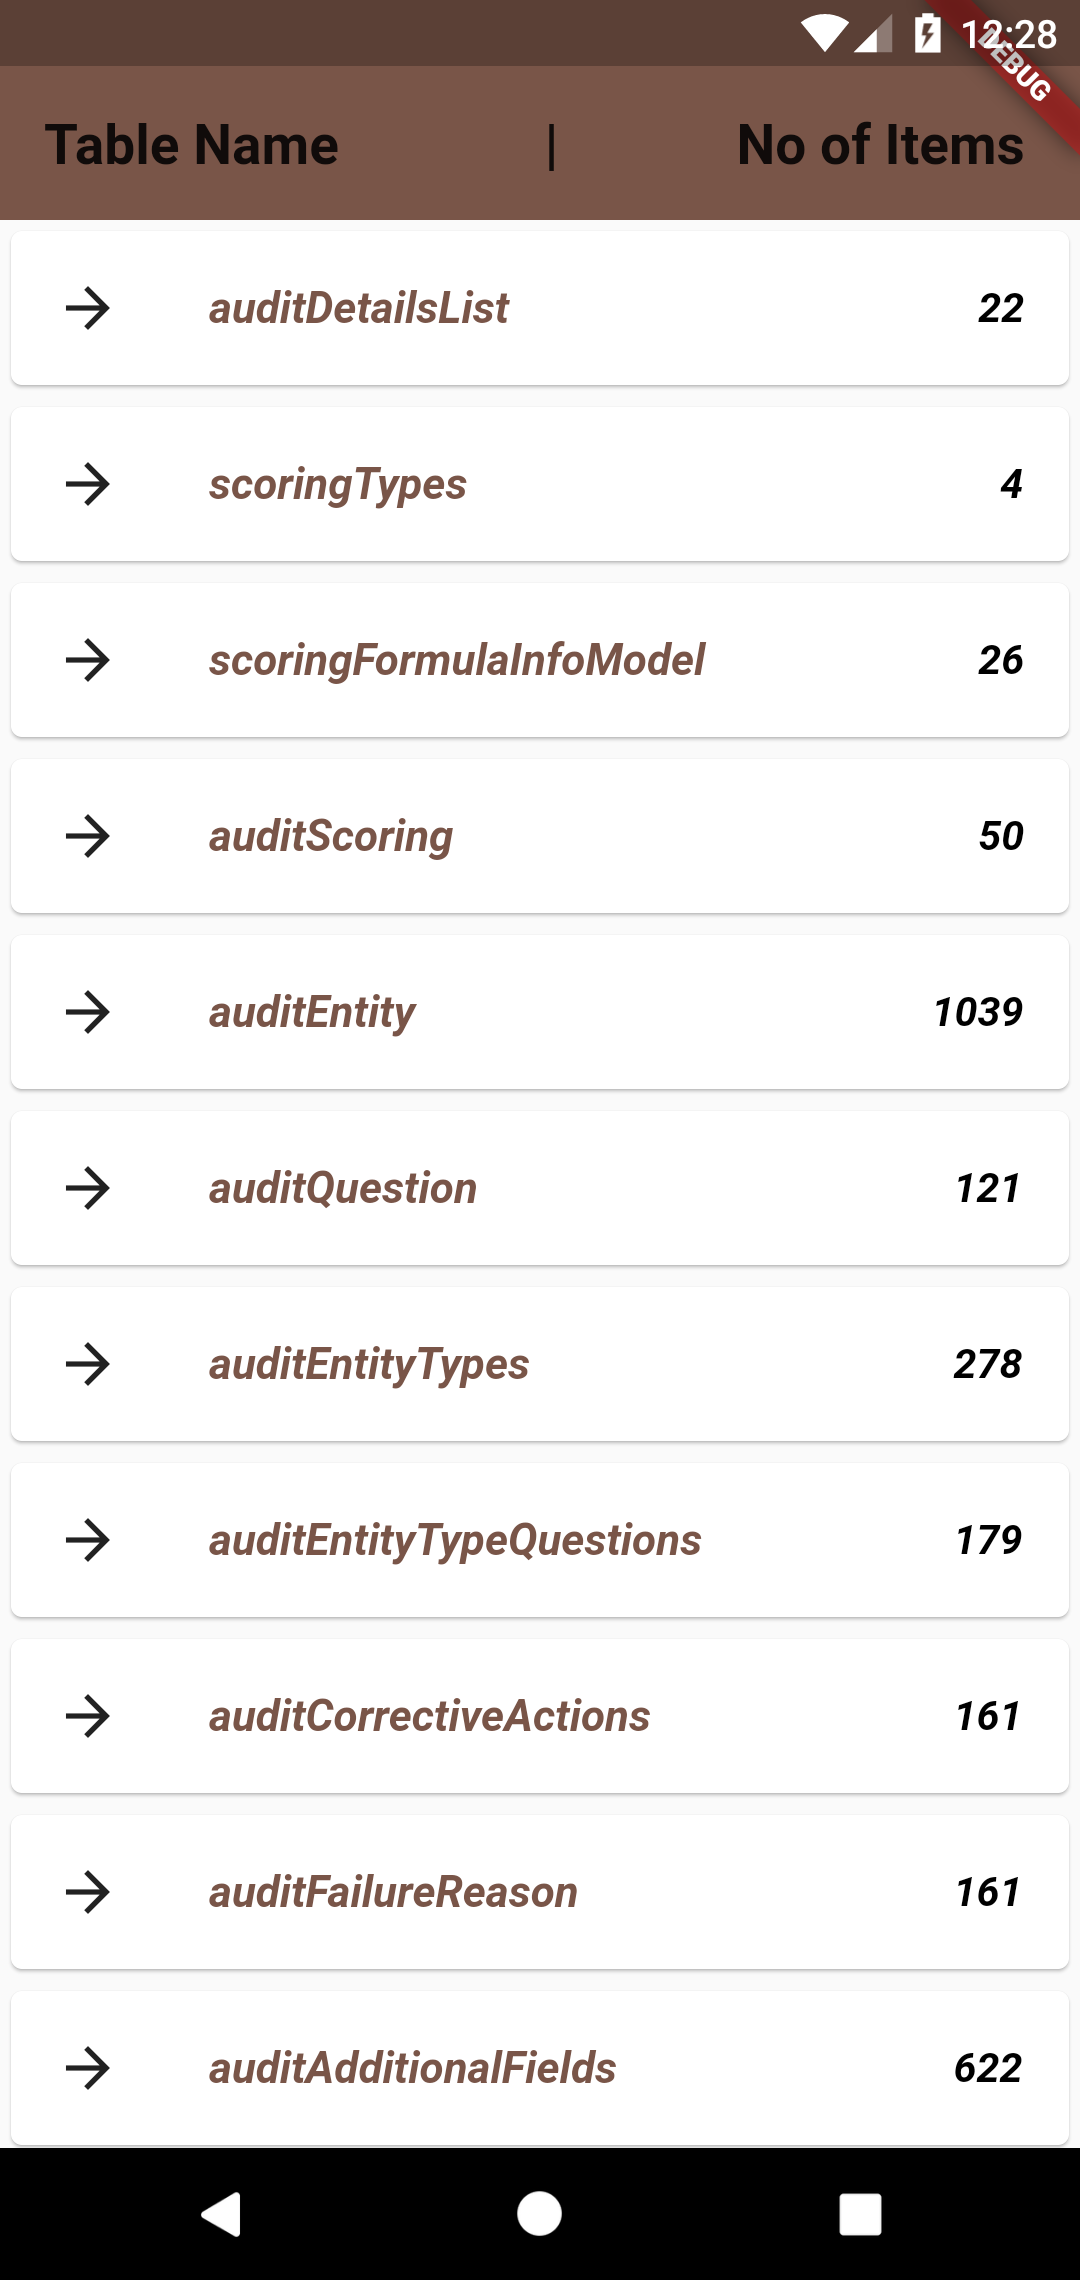 12:28
DEBUG
Table Name | No of Items
auditDetailsList 22
scoringTypes 4
scoringFormulaInfoModel 26
auditScoring 50
auditEntity 1039
auditQuestion 121
auditEntityTypes 278
auditEntityTypeQuestions 179
auditCorrectiveActions 161
auditFailureReason 161
auditAdditionalFields 622